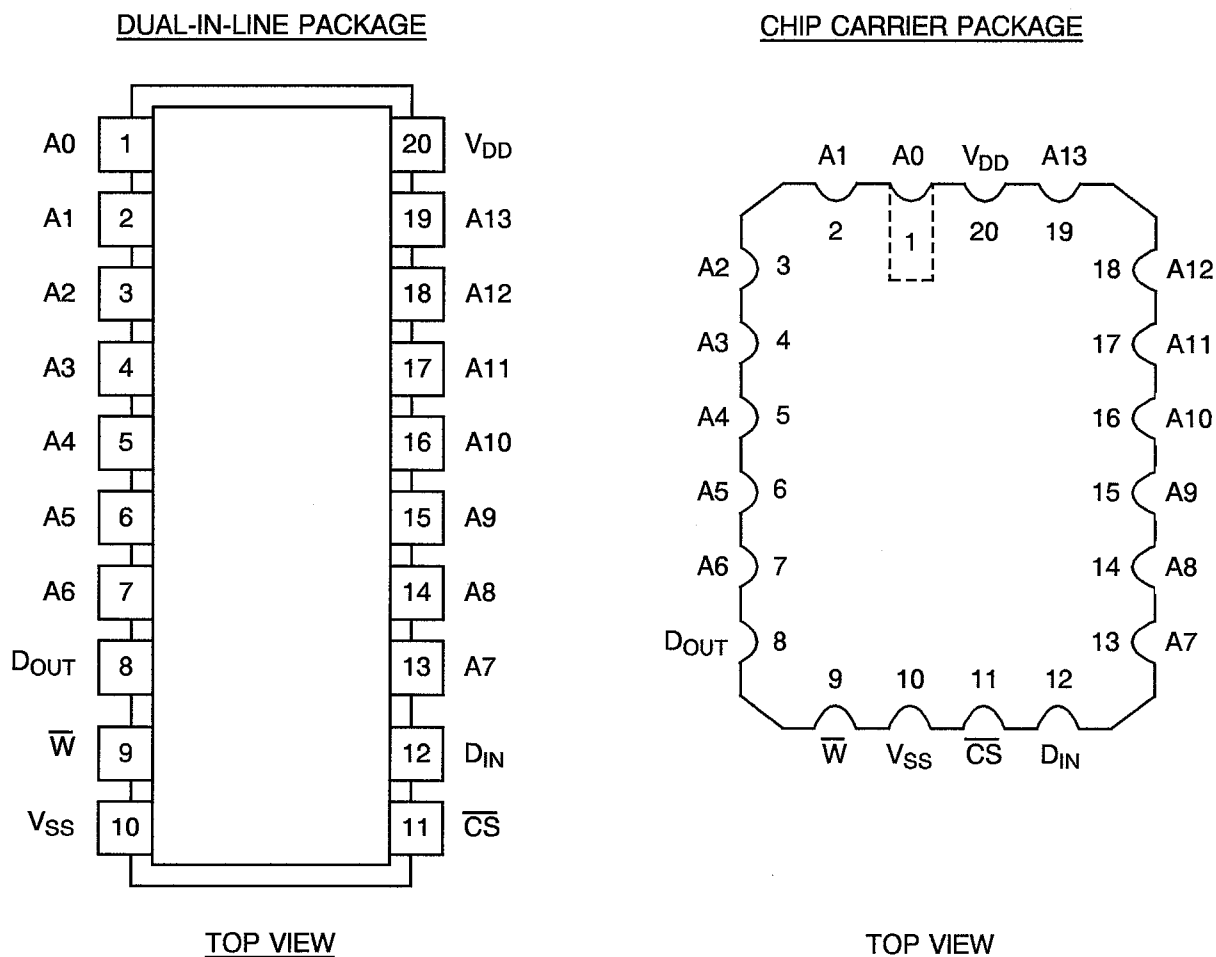 DUAL-IN-LINE PACKAGE
A0 1 20 VDD
A1 2 19 A13
A2 3 18 A12
A3 4 17 A11
A4 5 16 A10
A5 6 15 A9
A6 7 14 A8
DOUT 8 13 A7
W̅ 9 12 DIN
VSS 10 11 C̅S̅
TOP VIEW
CHIP CARRIER PACKAGE
A1 A0 VDD A13
2 1 20 19
A2 3 18 A12
A3 4 17 A11
A4 5 16 A10
A5 6 15 A9
A6 7 14 A8
DOUT 8 13 A7
9 10 11 12
W̅ VSS C̅S̅ DIN
TOP VIEW